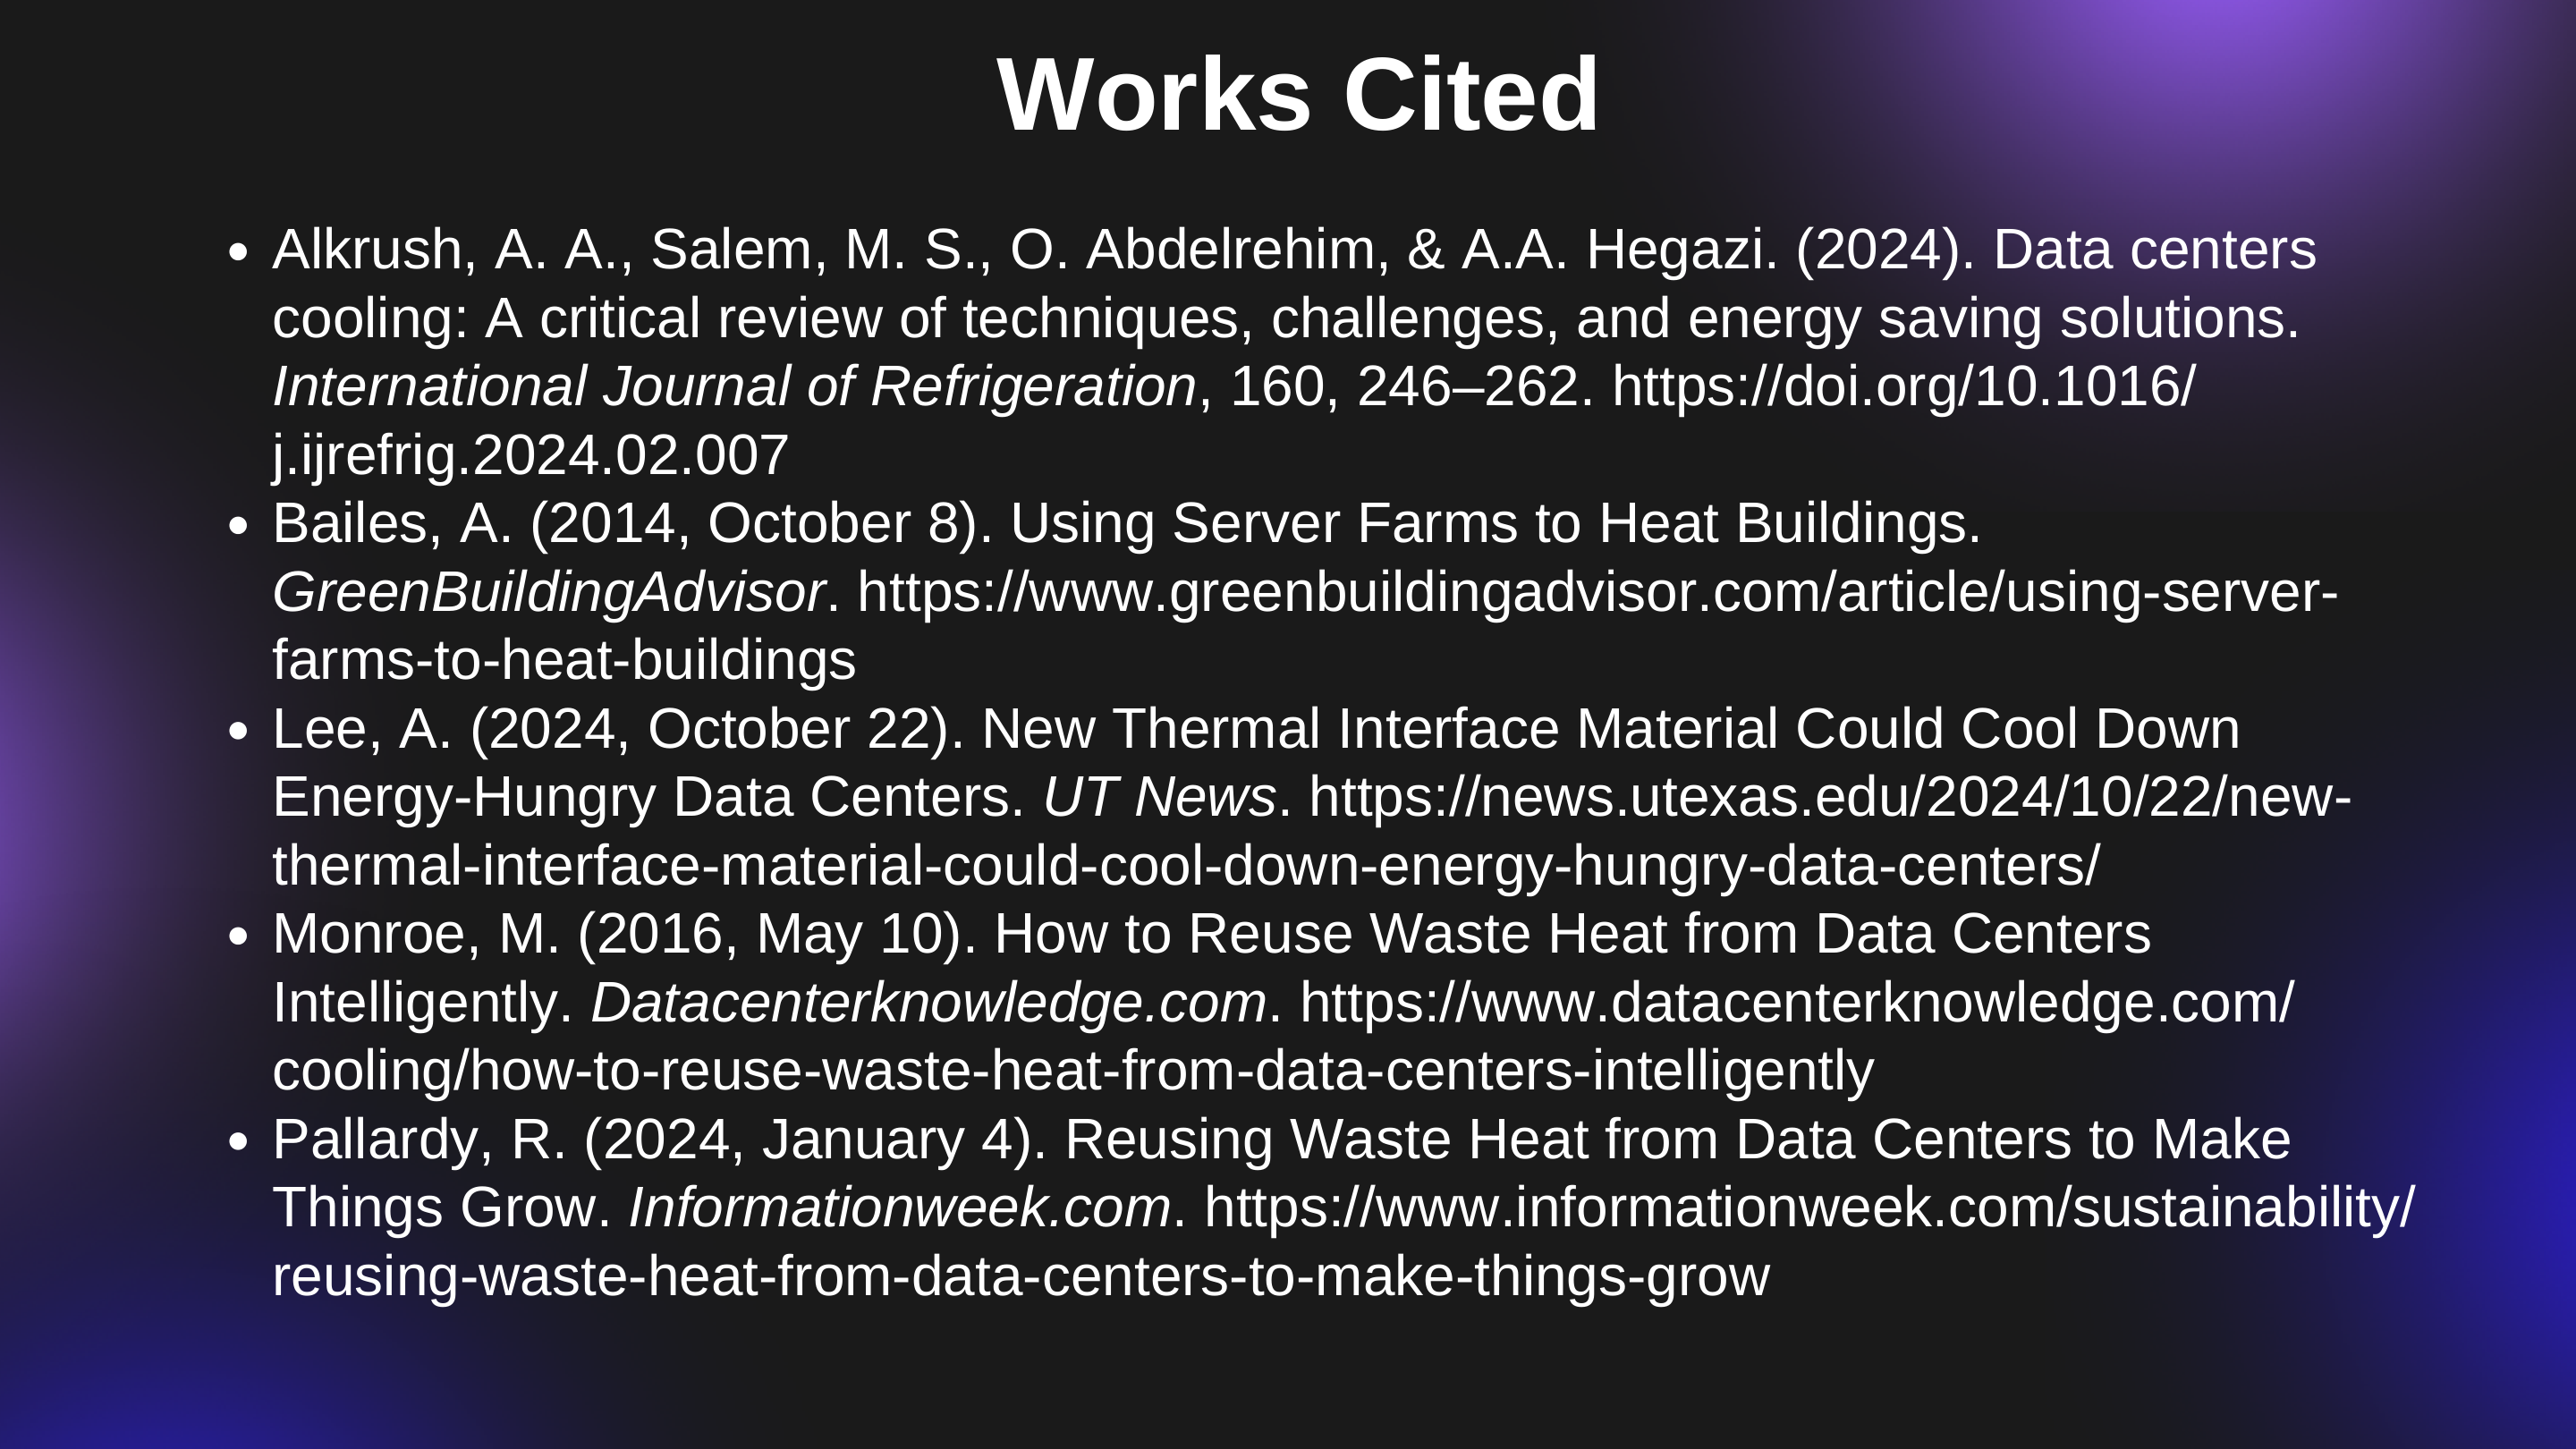 Works Cited
• Alkrush, A. A., Salem, M. S., O. Abdelrehim, & A.A. Hegazi. (2024). Data centers
cooling: A critical review of techniques, challenges, and energy saving solutions.
International Journal of Refrigeration, 160, 246–262. https://doi.org/10.1016/
j.ijrefrig.2024.02.007
• Bailes, A. (2014, October 8). Using Server Farms to Heat Buildings.
GreenBuildingAdvisor. https://www.greenbuildingadvisor.com/article/using-server-
farms-to-heat-buildings
• Lee, A. (2024, October 22). New Thermal Interface Material Could Cool Down
Energy-Hungry Data Centers. UT News. https://news.utexas.edu/2024/10/22/new-
thermal-interface-material-could-cool-down-energy-hungry-data-centers/
• Monroe, M. (2016, May 10). How to Reuse Waste Heat from Data Centers
Intelligently. Datacenterknowledge.com. https://www.datacenterknowledge.com/
cooling/how-to-reuse-waste-heat-from-data-centers-intelligently
• Pallardy, R. (2024, January 4). Reusing Waste Heat from Data Centers to Make
Things Grow. Informationweek.com. https://www.informationweek.com/sustainability/
reusing-waste-heat-from-data-centers-to-make-things-grow